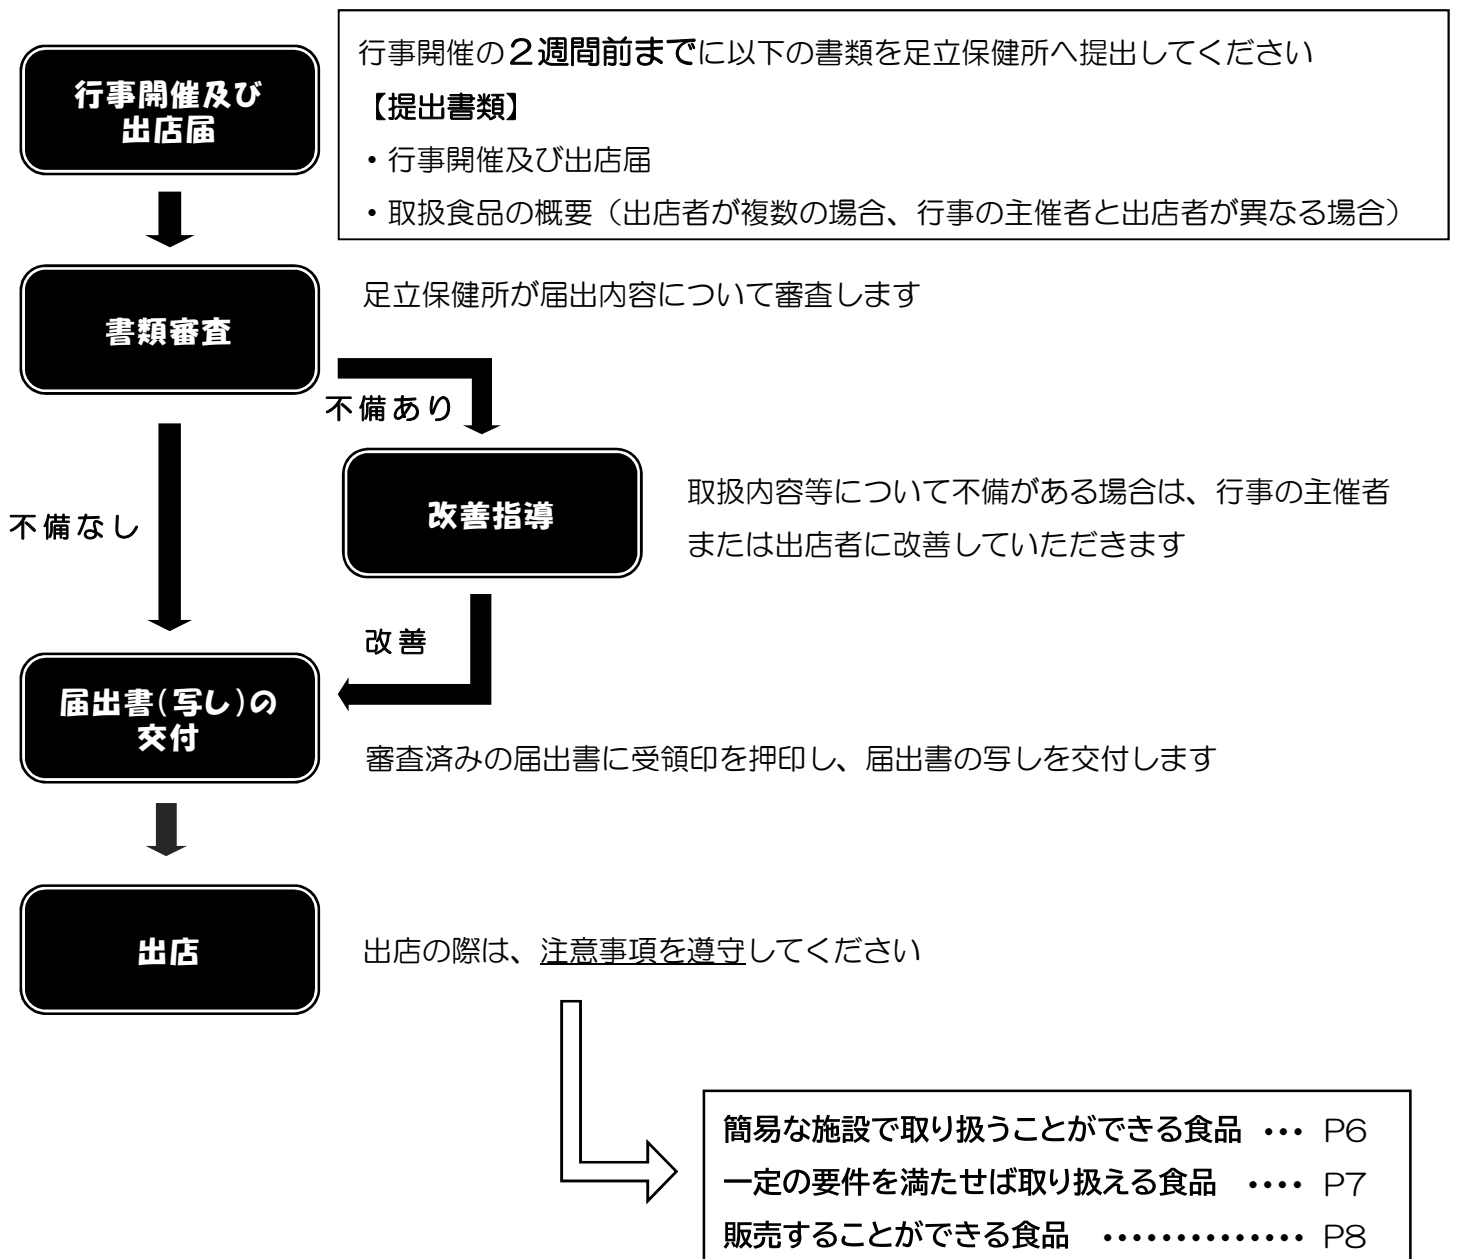 行事開催及び
出店届
行事開催の２週間前までに以下の書類を足立保健所へ提出してください
【提出書類】
・行事開催及び出店届
・取扱食品の概要（出店者が複数の場合、行事の主催者と出店者が異なる場合）
書類審査
足立保健所が届出内容について審査します
不備あり
不備なし
改善指導
取扱内容等について不備がある場合は、行事の主催者
または出店者に改善していただきます
改善
届出書(写し)の
交付
審査済みの届出書に受領印を押印し、届出書の写しを交付します
出店
出店の際は、注意事項を遵守してください
簡易な施設で取り扱うことができる食品 ・・・ P6
一定の要件を満たせば取り扱える食品 ・・・・ P7
販売することができる食品 ・・・・・・・・・・・・・・ P8